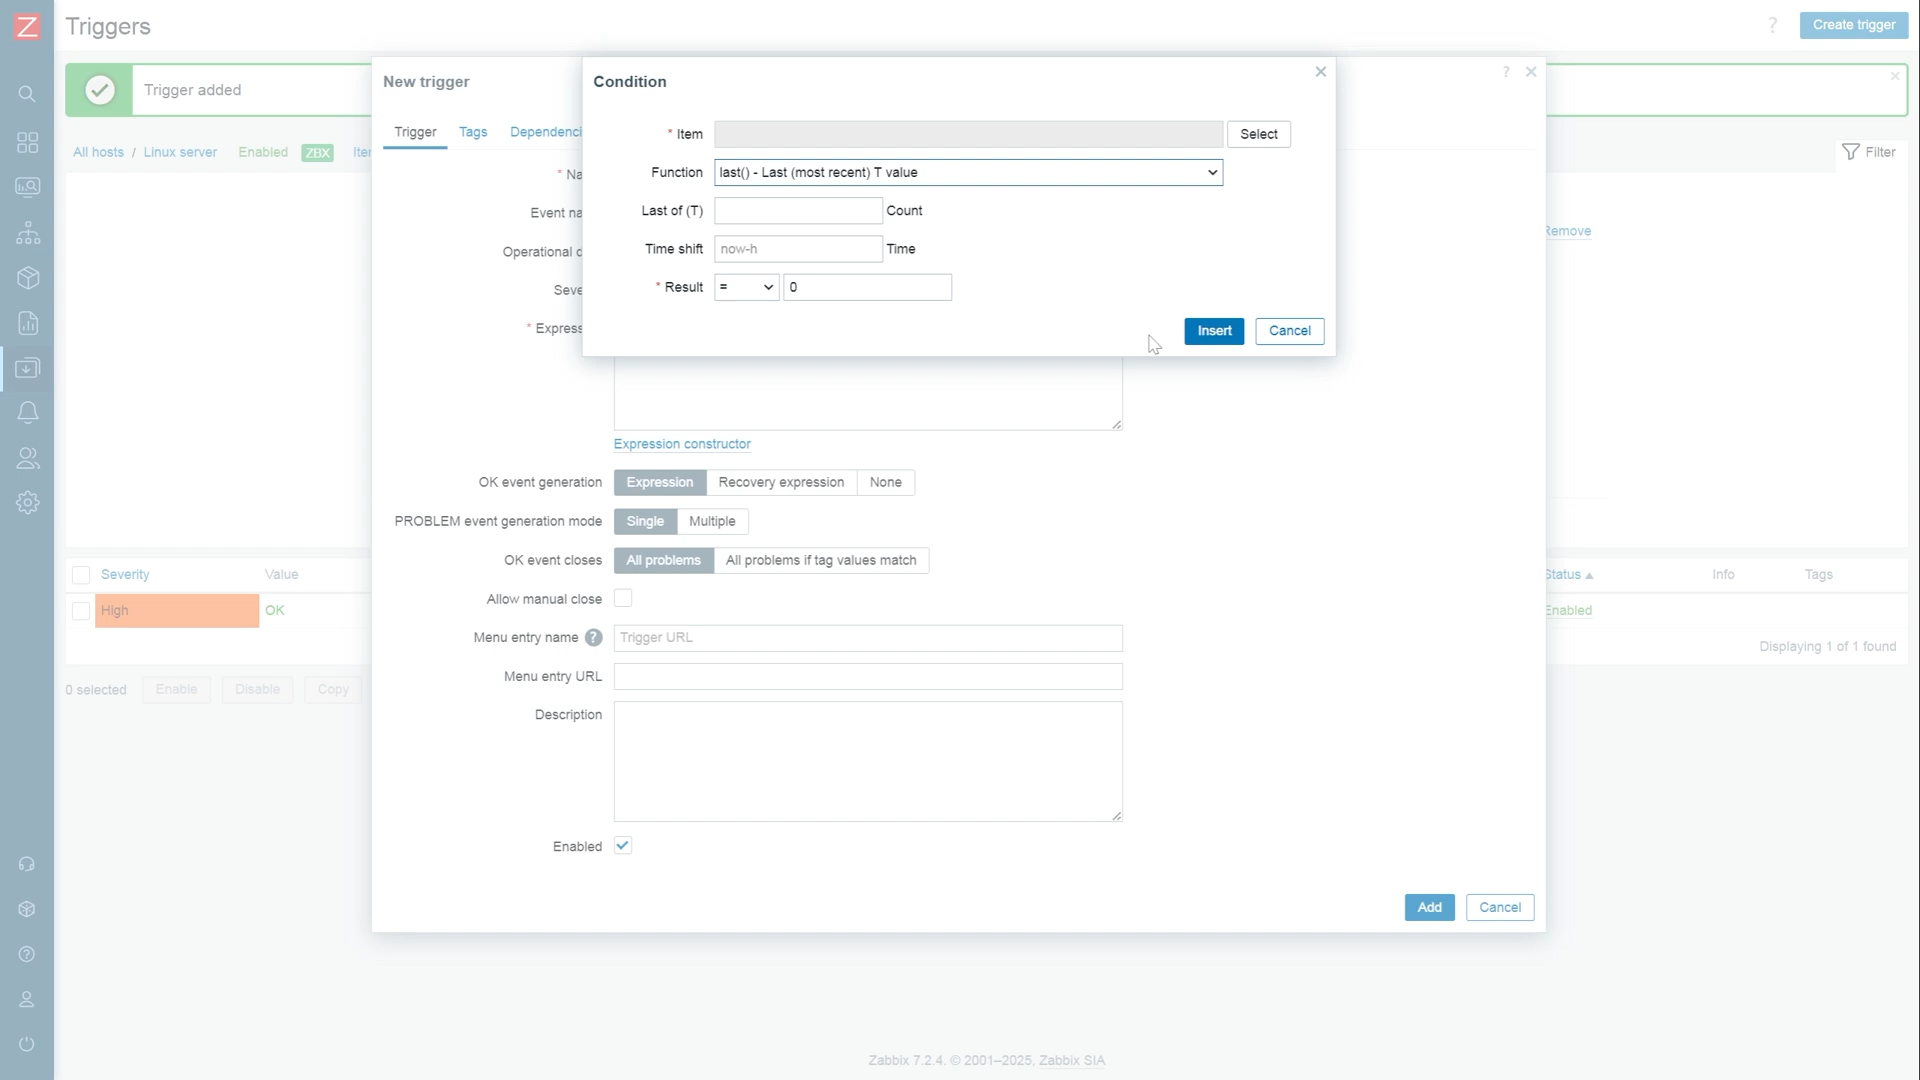 Z
Triggers
?
Create trigger
Trigger added
New trigger
?
Condition
Trigger
Tags
Dependenci
* Item
Select
All hosts / Linux server
Enabled
ZBX
Iter
Filter
* Na
Function
last() - Last (most recent) T value
Event na
Last of (T)
Count
Remove
Operational d
Time shift
now-h
Time
Seve
* Result
=
0
* Express
Insert
Cancel
Expression constructor
OK event generation
Expression
Recovery expression
None
PROBLEM event generation mode
Single
Multiple
OK event closes
All problems
All problems if tag values match
Severity
Value
Status
Info
Tags
Allow manual close
High
OK
Enabled
Menu entry name ?
Trigger URL
Displaying 1 of 1 found
Menu entry URL
0 selected
Enable
Disable
Copy
Description
Enabled
Add
Cancel
Zabbix 7.2.4. © 2001–2025, Zabbix SIA